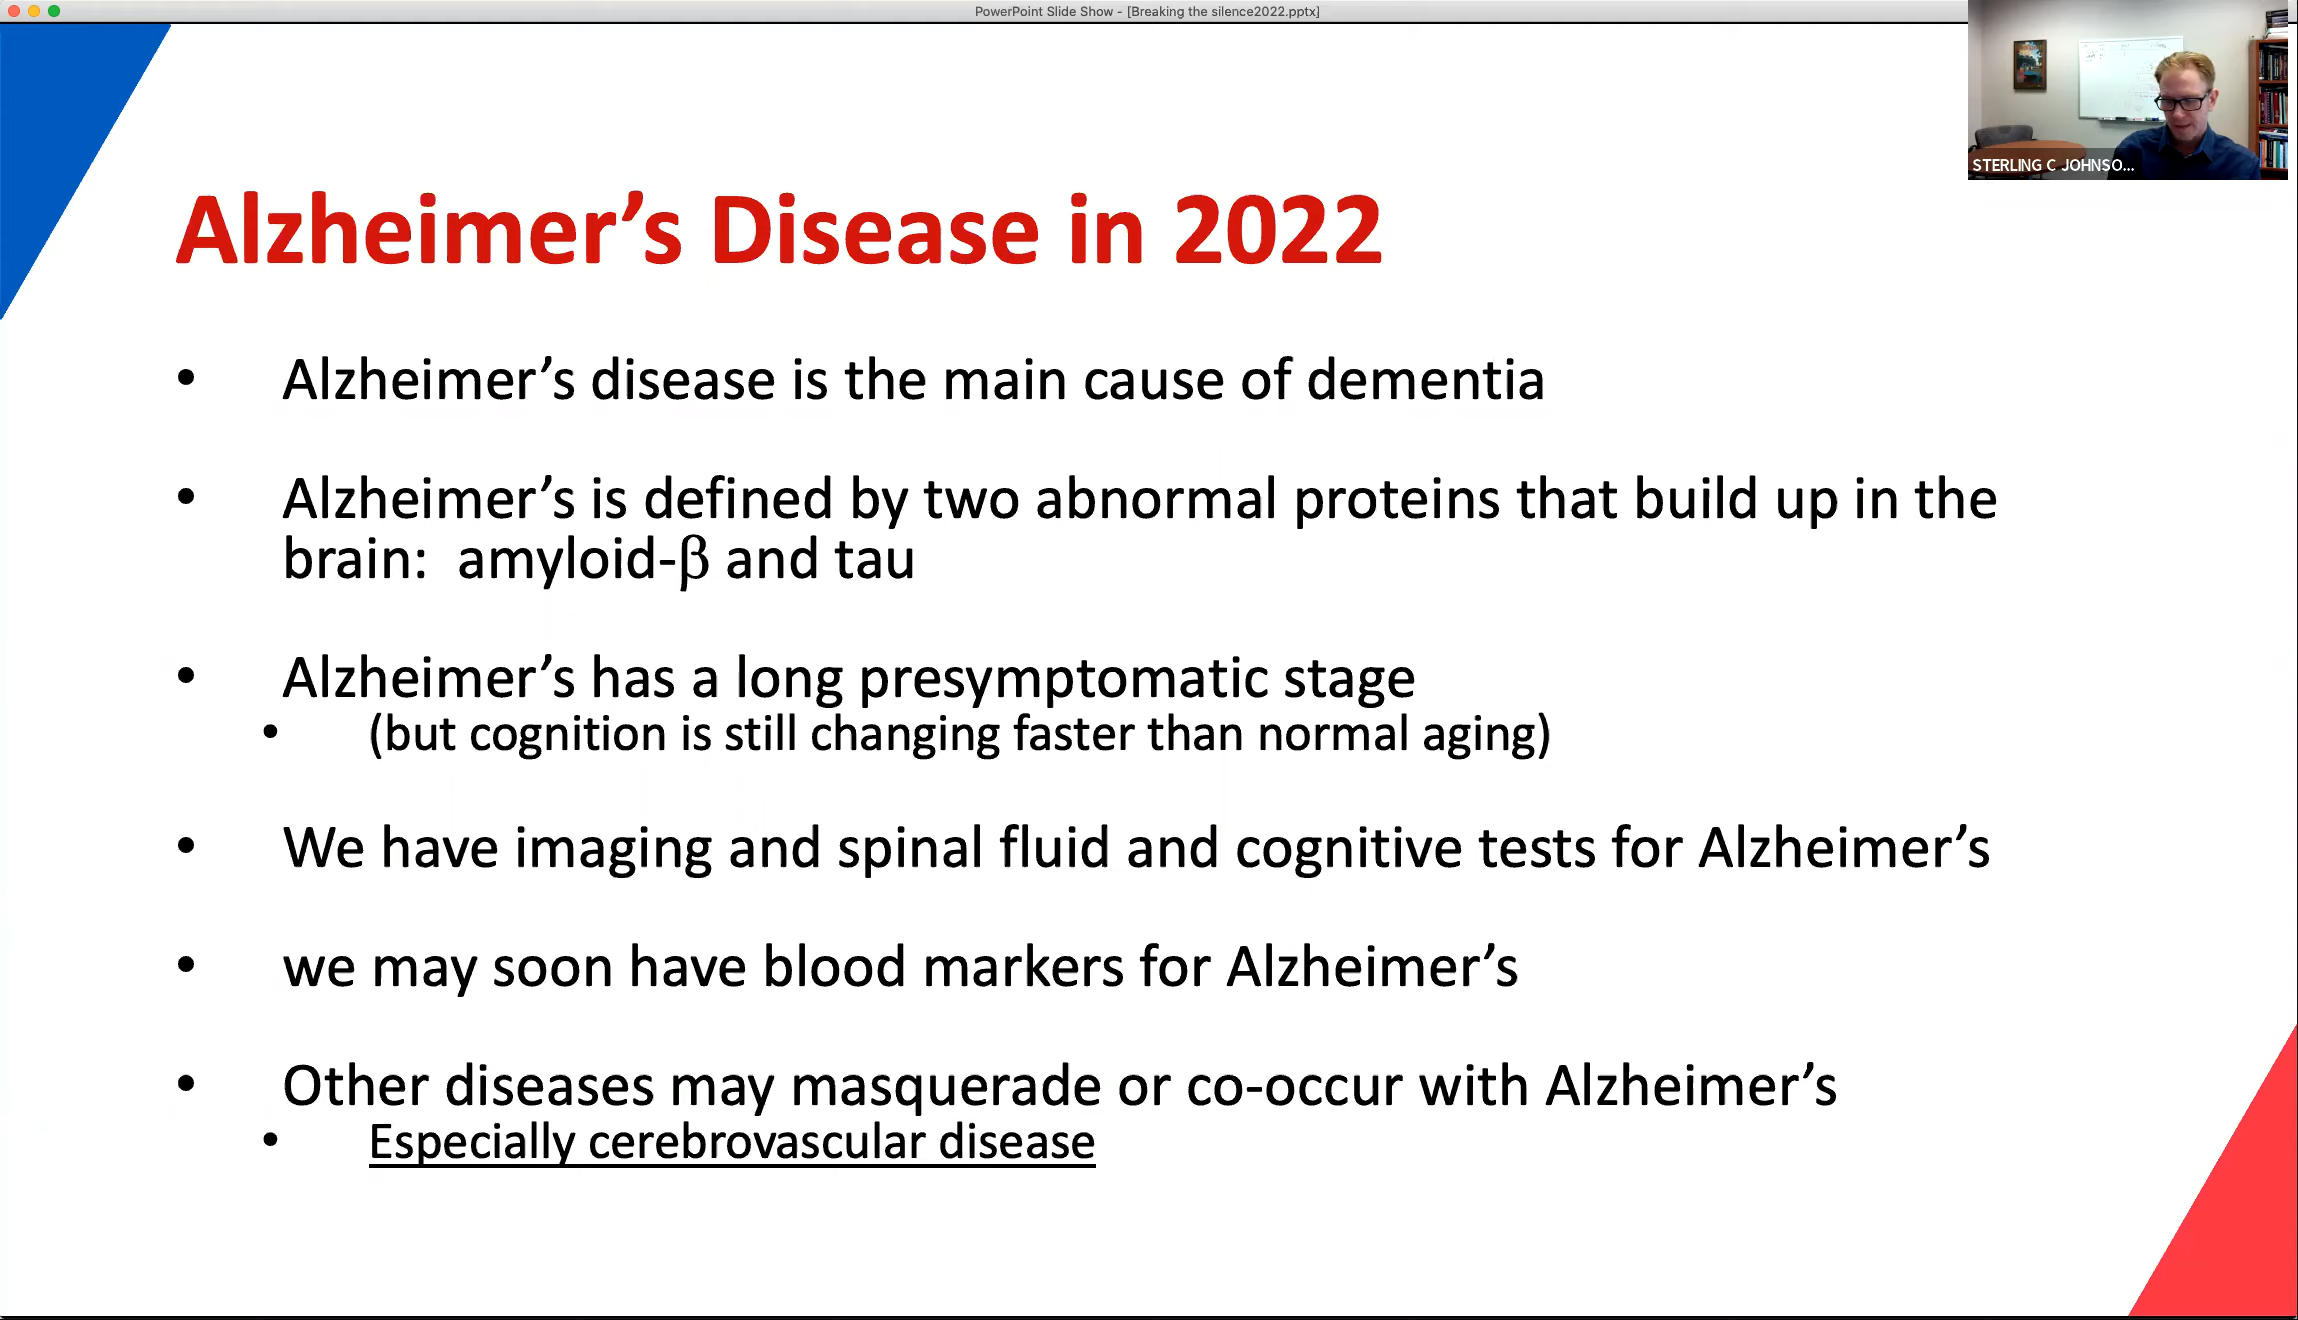 PowerPoint Slide Show - [Breaking the silence2022.pptx]
STERLING C JOHNSO...
Alzheimer’s Disease in 2022
• Alzheimer’s disease is the main cause of dementia
• Alzheimer’s is defined by two abnormal proteins that build up in the
brain:  amyloid-β and tau
• Alzheimer’s has a long presymptomatic stage
• (but cognition is still changing faster than normal aging)
• We have imaging and spinal fluid and cognitive tests for Alzheimer’s
• we may soon have blood markers for Alzheimer’s
• Other diseases may masquerade or co-occur with Alzheimer’s
• Especially cerebrovascular disease